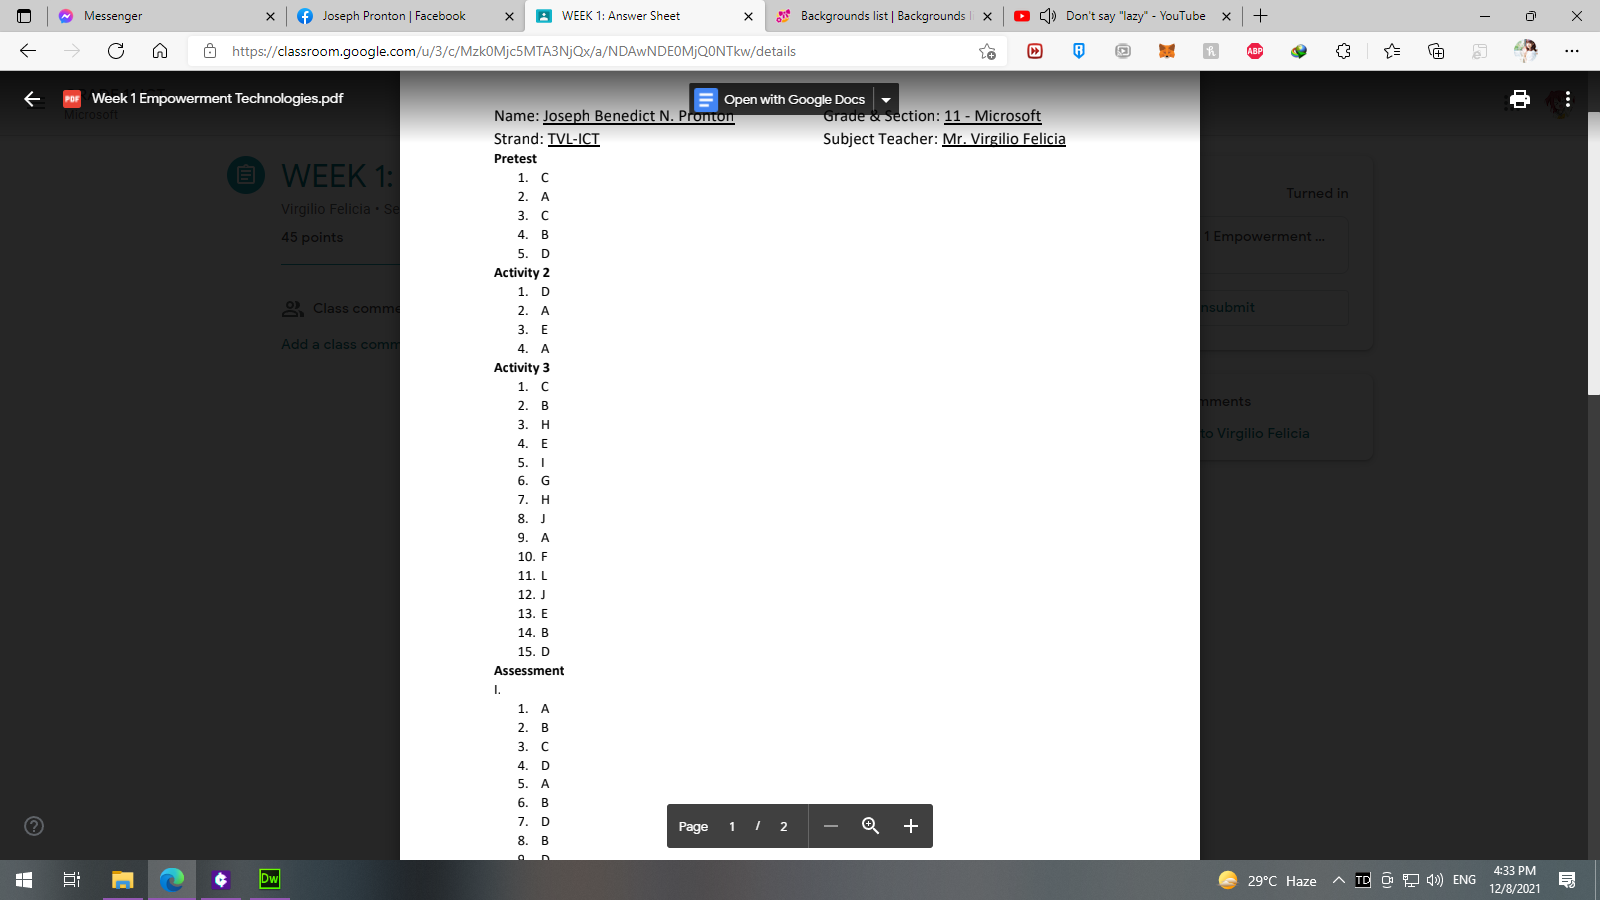 Messenger
Joseph Pronton | Facebook
WEEK 1: Answer Sheet
Backgrounds list | Backgrounds
Don't say "lazy" - YouTube
https://classroom.google.com/u/3/c/Mzk0Mjc5MTA3NjQx/a/NDAwNDE0MjQ0NTkw/details
PDF Week 1 Empowerment Technologies.pdf
Open with Google Docs
Microsoft
Name: Joseph Benedict N. Pronton Grade & Section: 11 - Microsoft
Strand: TVL-ICT Subject Teacher: Mr. Virgilio Felicia
WEEK 1:
Virgilio Felicia •
45 points
Class comme
Add a class comm
Pretest
1. C
2. A
3. C
4. B
5. D
Activity 2
1. D
2. A
3. E
4. A
Activity 3
1. C
2. B
3. H
4. E
5. I
6. G
7. H
8. J
9. A
10. F
11. L
12. J
13. E
14. B
15. D
Assessment
I.
1. A
2. B
3. C
4. D
5. A
6. B
7. D
8. B
9. D
Turned in
1 Empowerment ...
nsubmit
mments
to Virgilio Felicia
Page 1 / 2
ABP
Dw
29°C Haze
TD
ENG
4:33 PM
12/8/2021